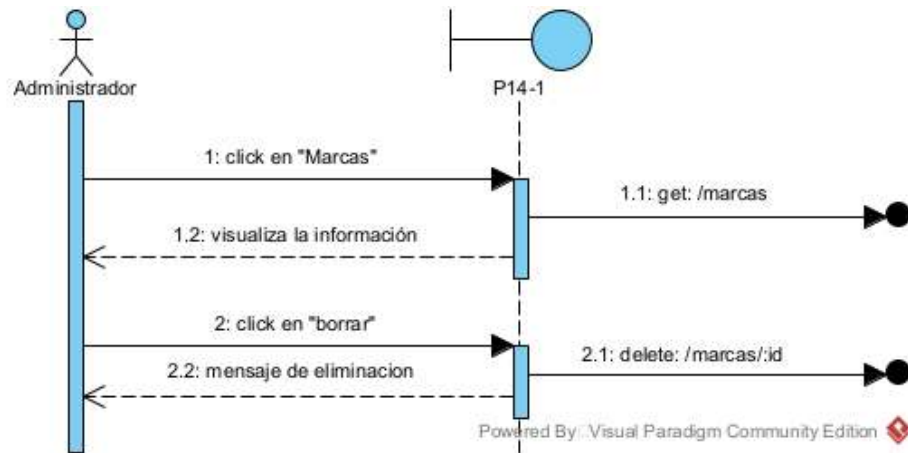 Administrador
P14-1
1: click en "Marcas"
1.1: get: /marcas
1.2: visualiza la información
2: click en "borrar"
2.1: delete: /marcas/:id
2.2: mensaje de eliminacion
Powered By: Visual Paradigm Community Edition